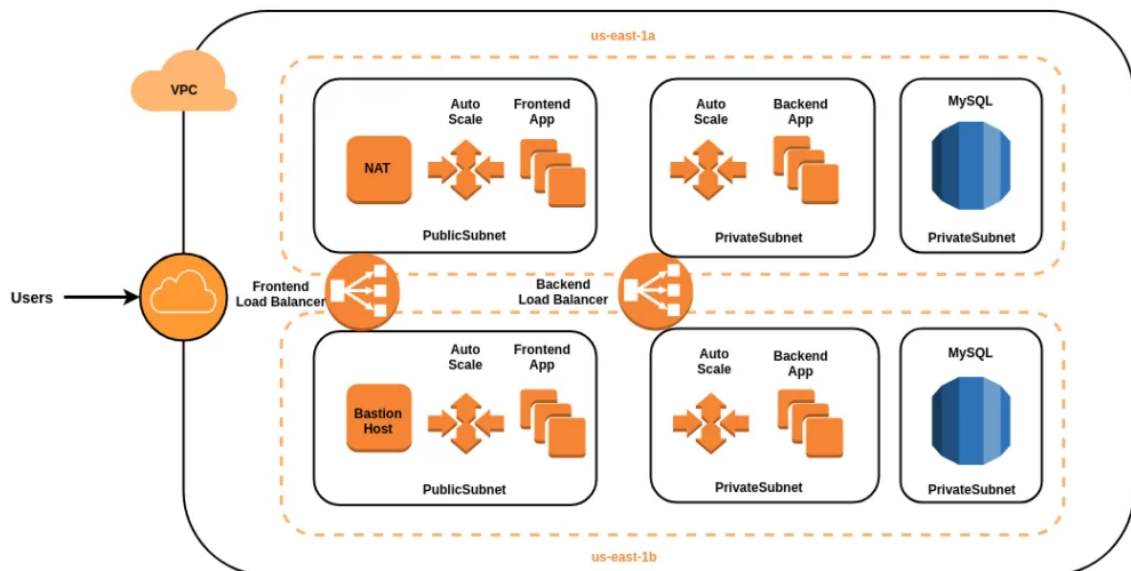 us-east-1a
VPC
Auto
Scale
Frontend
App
NAT
PublicSubnet
Auto
Scale
Backend
App
PrivateSubnet
MySQL
PrivateSubnet
Users
Frontend
Load Balancer
Backend
Load Balancer
Auto
Scale
Frontend
App
Bastion
Host
PublicSubnet
Auto
Scale
Backend
App
PrivateSubnet
MySQL
PrivateSubnet
us-east-1b